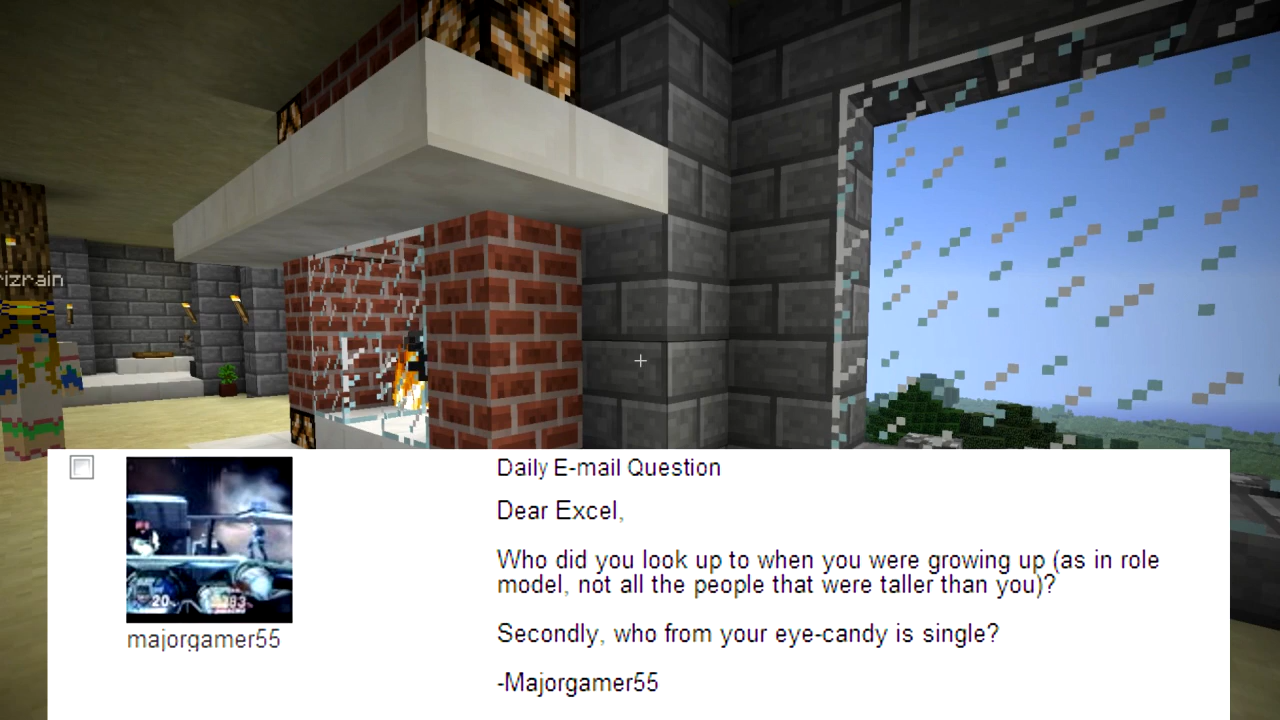 rizrain
Daily E-mail Question
Dear Excel,
Who did you look up to when you were growing up (as in role
model, not all the people that were taller than you)?
Secondly, who from your eye-candy is single?
-Majorgamer55
majorgamer55
20